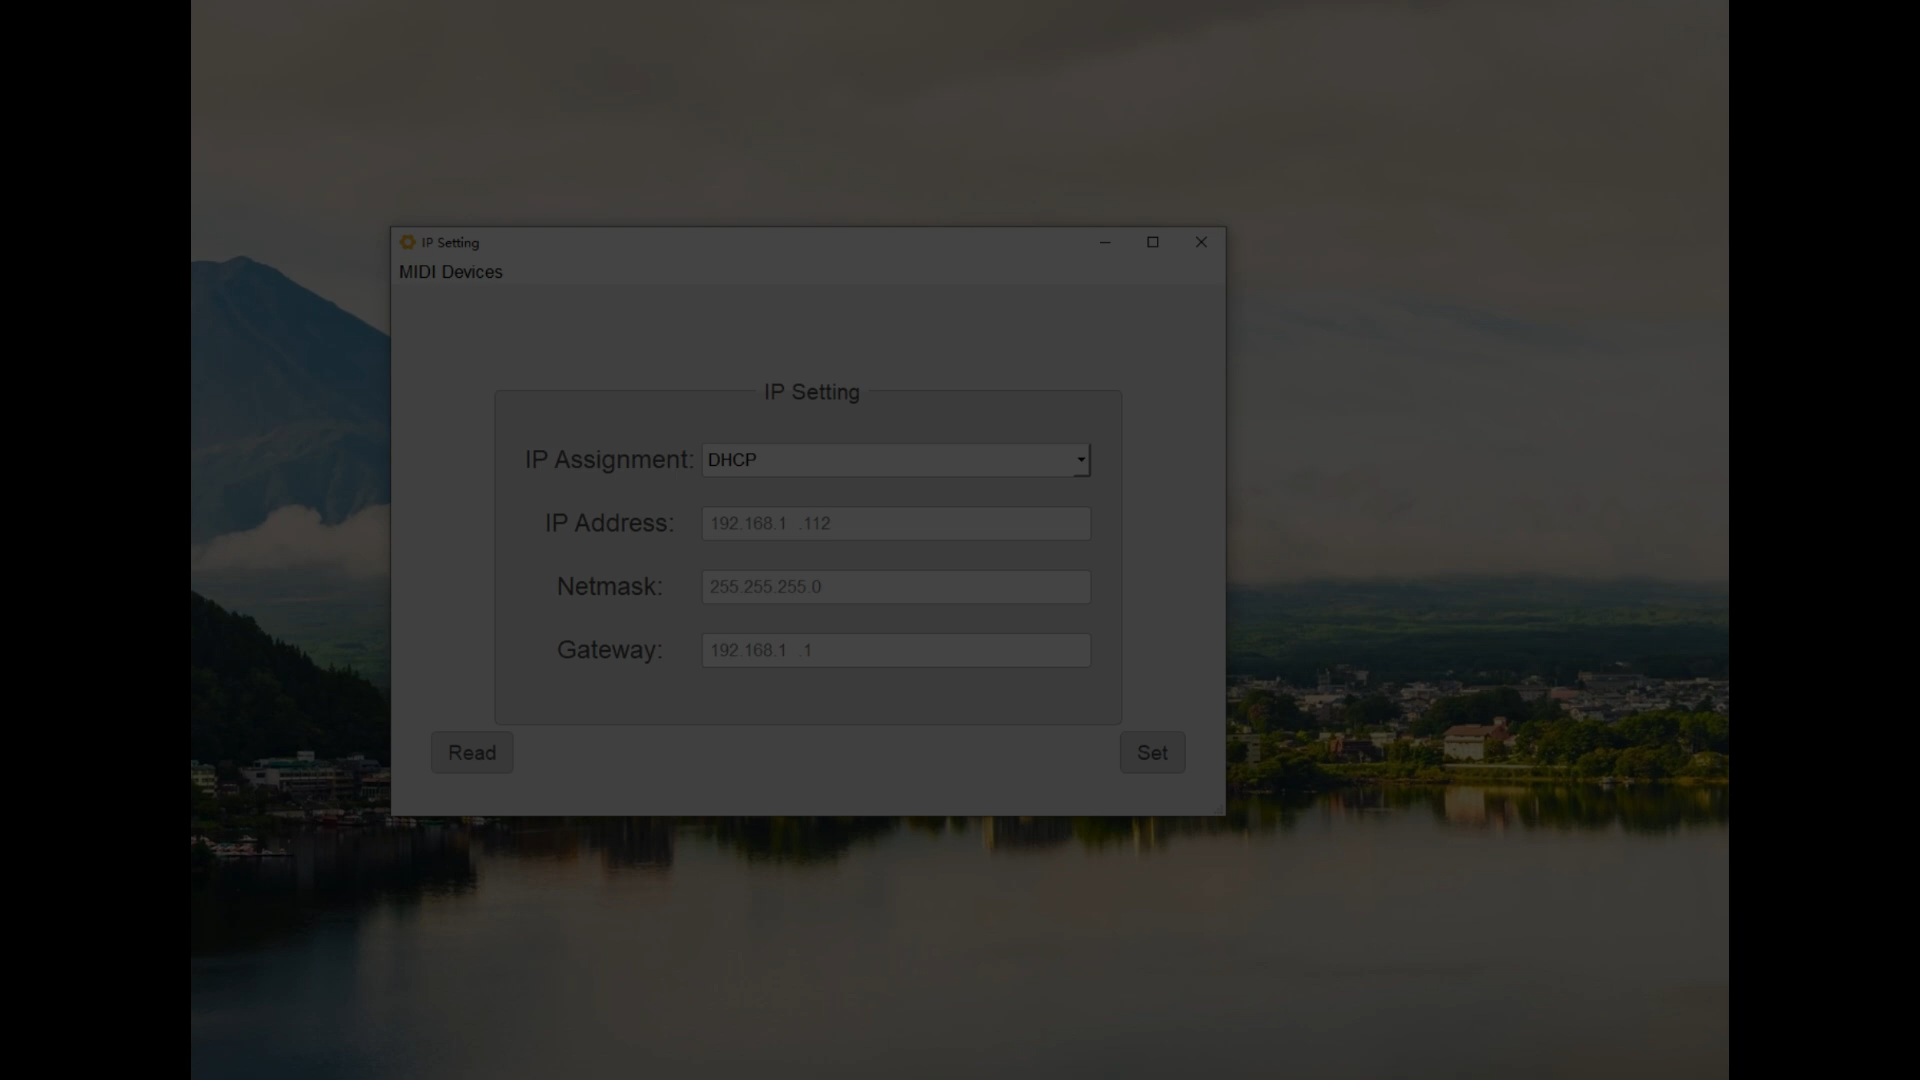 IP Setting
MIDI Devices
IP Setting
IP Assignment: DHCP
IP Address: 192.168.1 .112
Netmask: 255.255.255.0
Gateway: 192.168.1 .1
Read Set